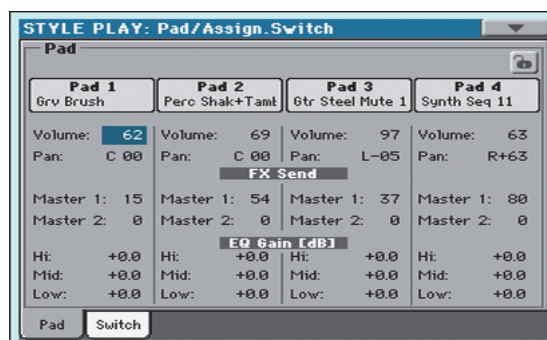 STYLE PLAY: Pad/Assign.Switch
Pad
Pad 1 Pad 2 Pad 3 Pad 4
Grv Brush Perc Shak+Tamb Gtr Steel Mute 1 Synth Seq 11
Volume: 62 Volume: 69 Volume: 97 Volume: 63
Pan: C 00 Pan: C 00 Pan: L-05 Pan: R+63
FX Send
Master 1: 15 Master 1: 54 Master 1: 37 Master 1: 80
Master 2: 0 Master 2: 0 Master 2: 0 Master 2: 0
EQ Gain [dB]
Hi: +0.0 Hi: +0.0 Hi: +0.0 Hi: +0.0
Mid: +0.0 Mid: +0.0 Mid: +0.0 Mid: +0.0
Low: +0.0 Low: +0.0 Low: +0.0 Low: +0.0
Pad Switch